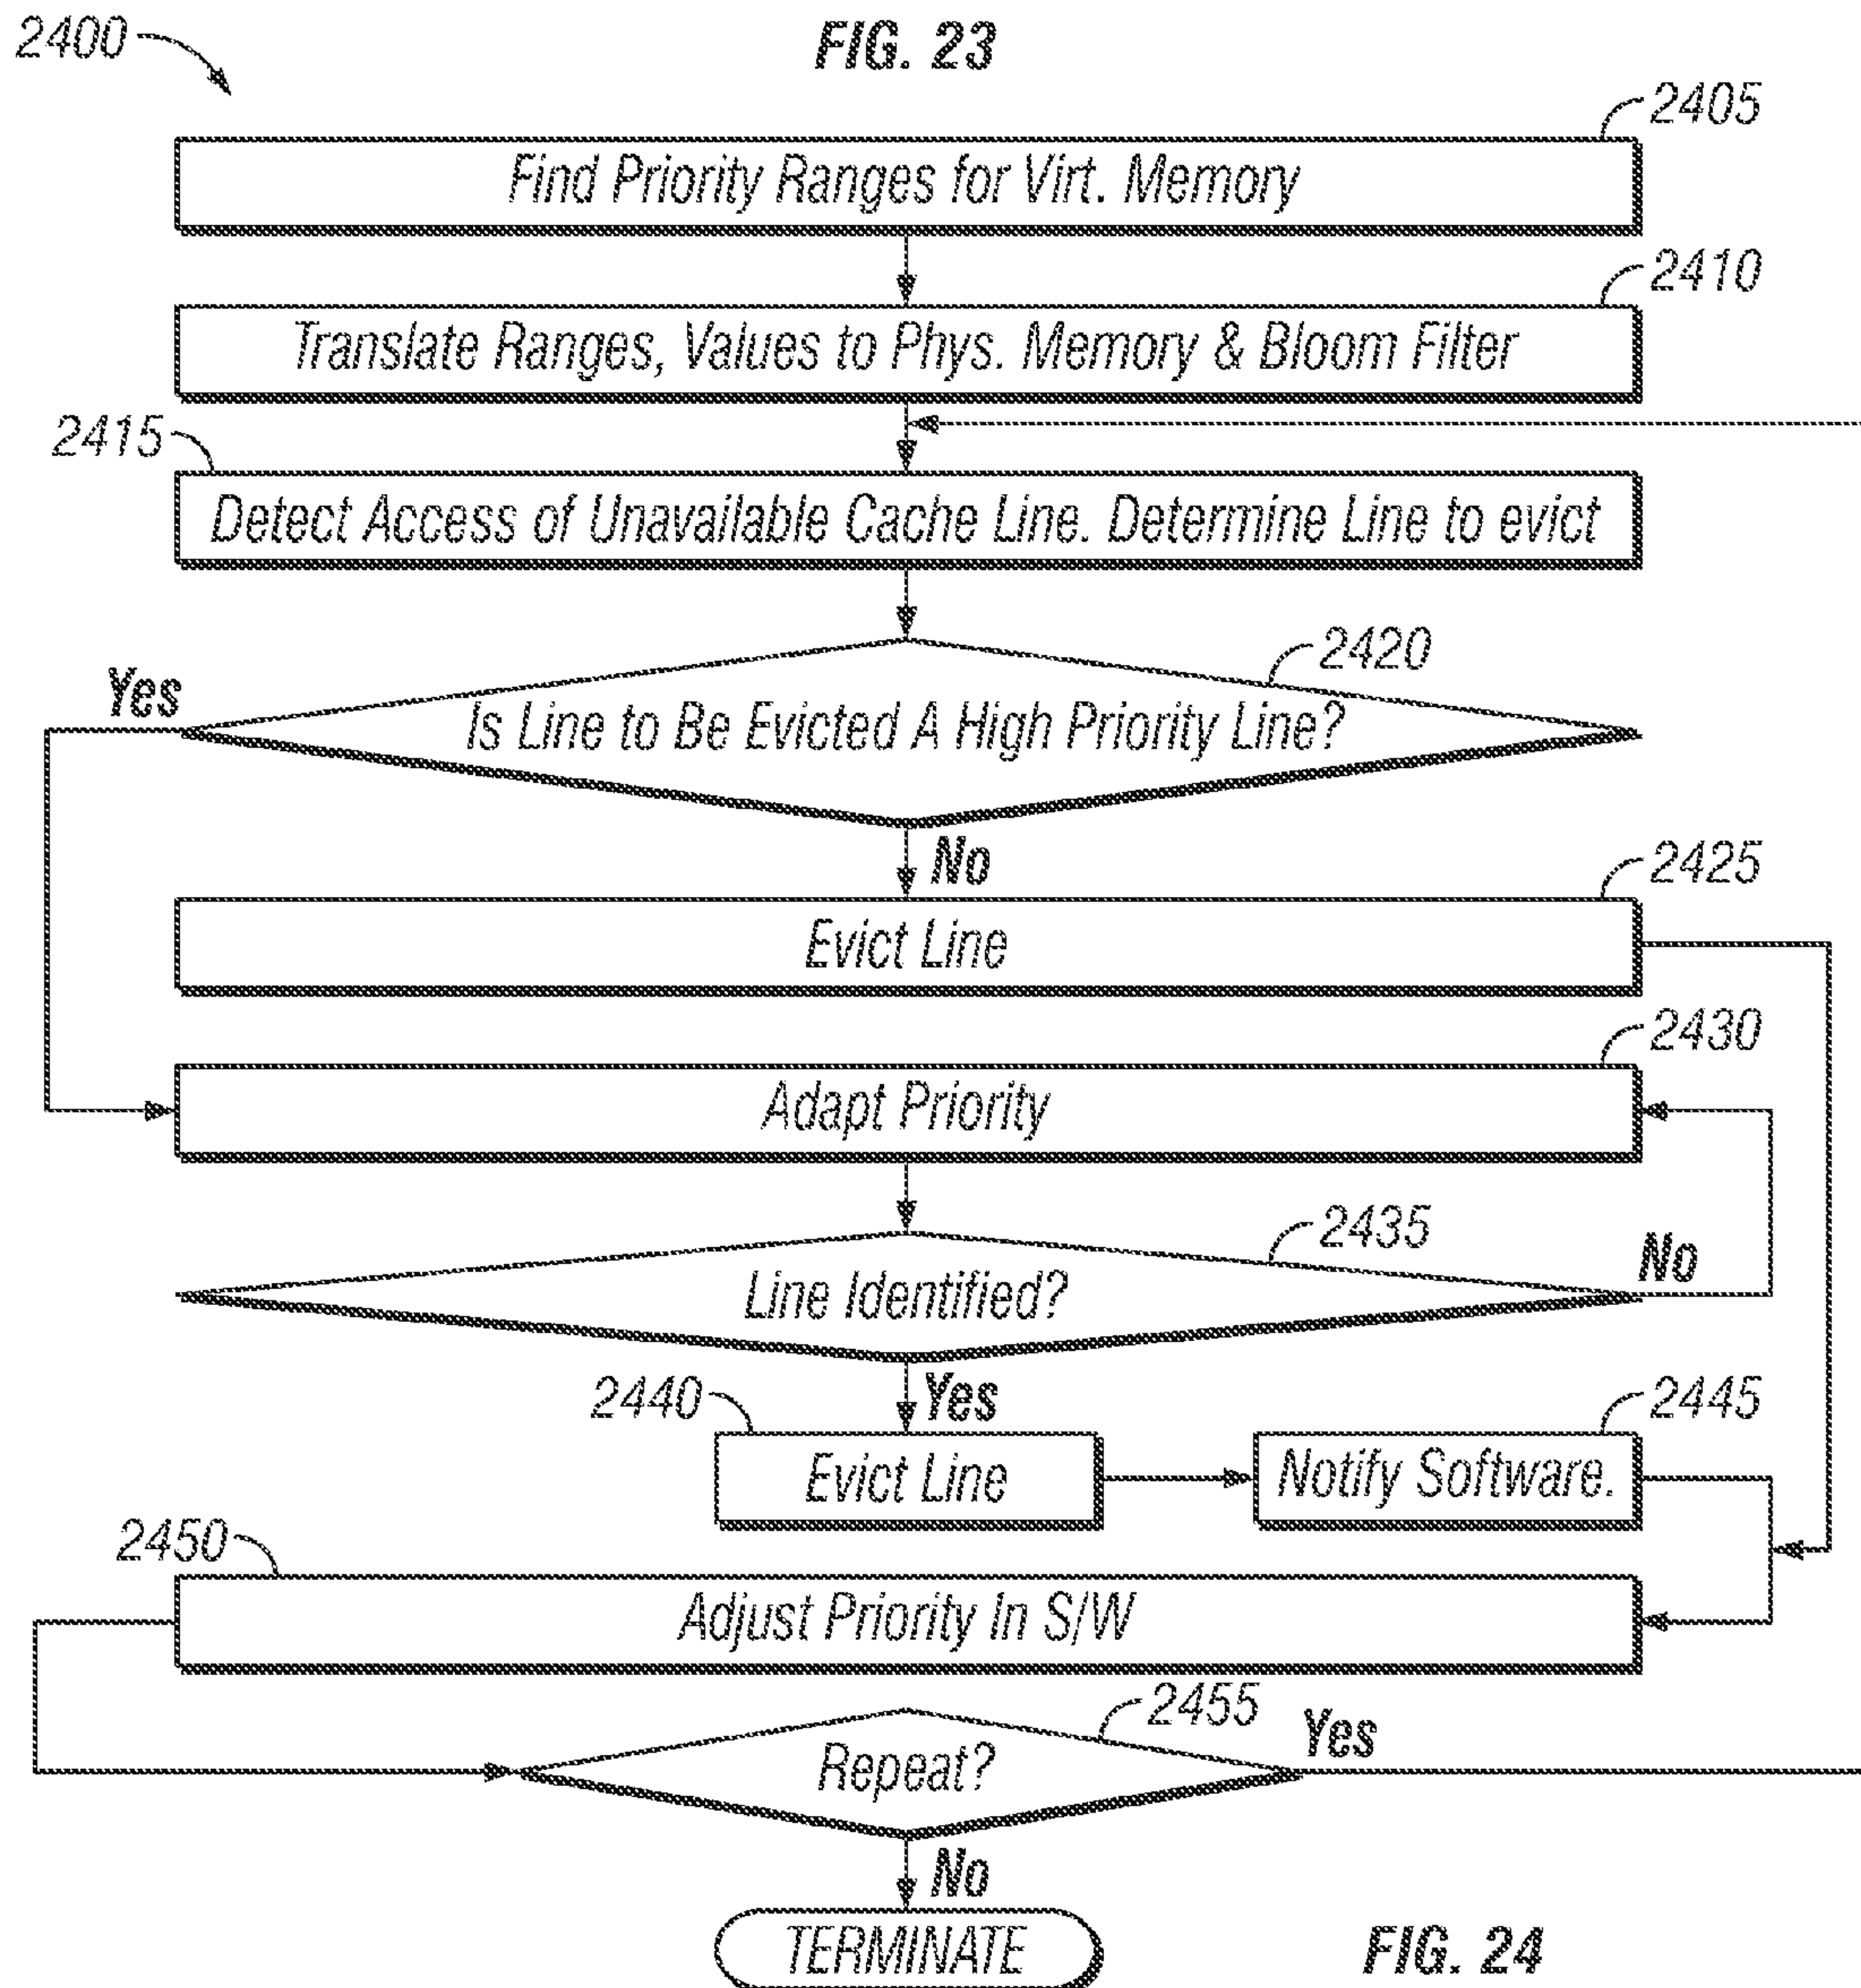 2400
FIG. 23
2405
Find Priority Ranges for Virt. Memory
2410
Translate Ranges, Values to Phys. Memory & Bloom Filter
2415
Detect Access of Unavailable Cache Line. Determine Line to evict
2420
Yes
Is Line to Be Evicted A High Priority Line?
No
2425
Evict Line
2430
Adapt Priority
2435
No
Line Identified?
Yes
2440
2445
Evict Line
Notify Software.
2450
Adjust Priority In S/W
2455
Yes
Repeat?
No
TERMINATE
FIG. 24